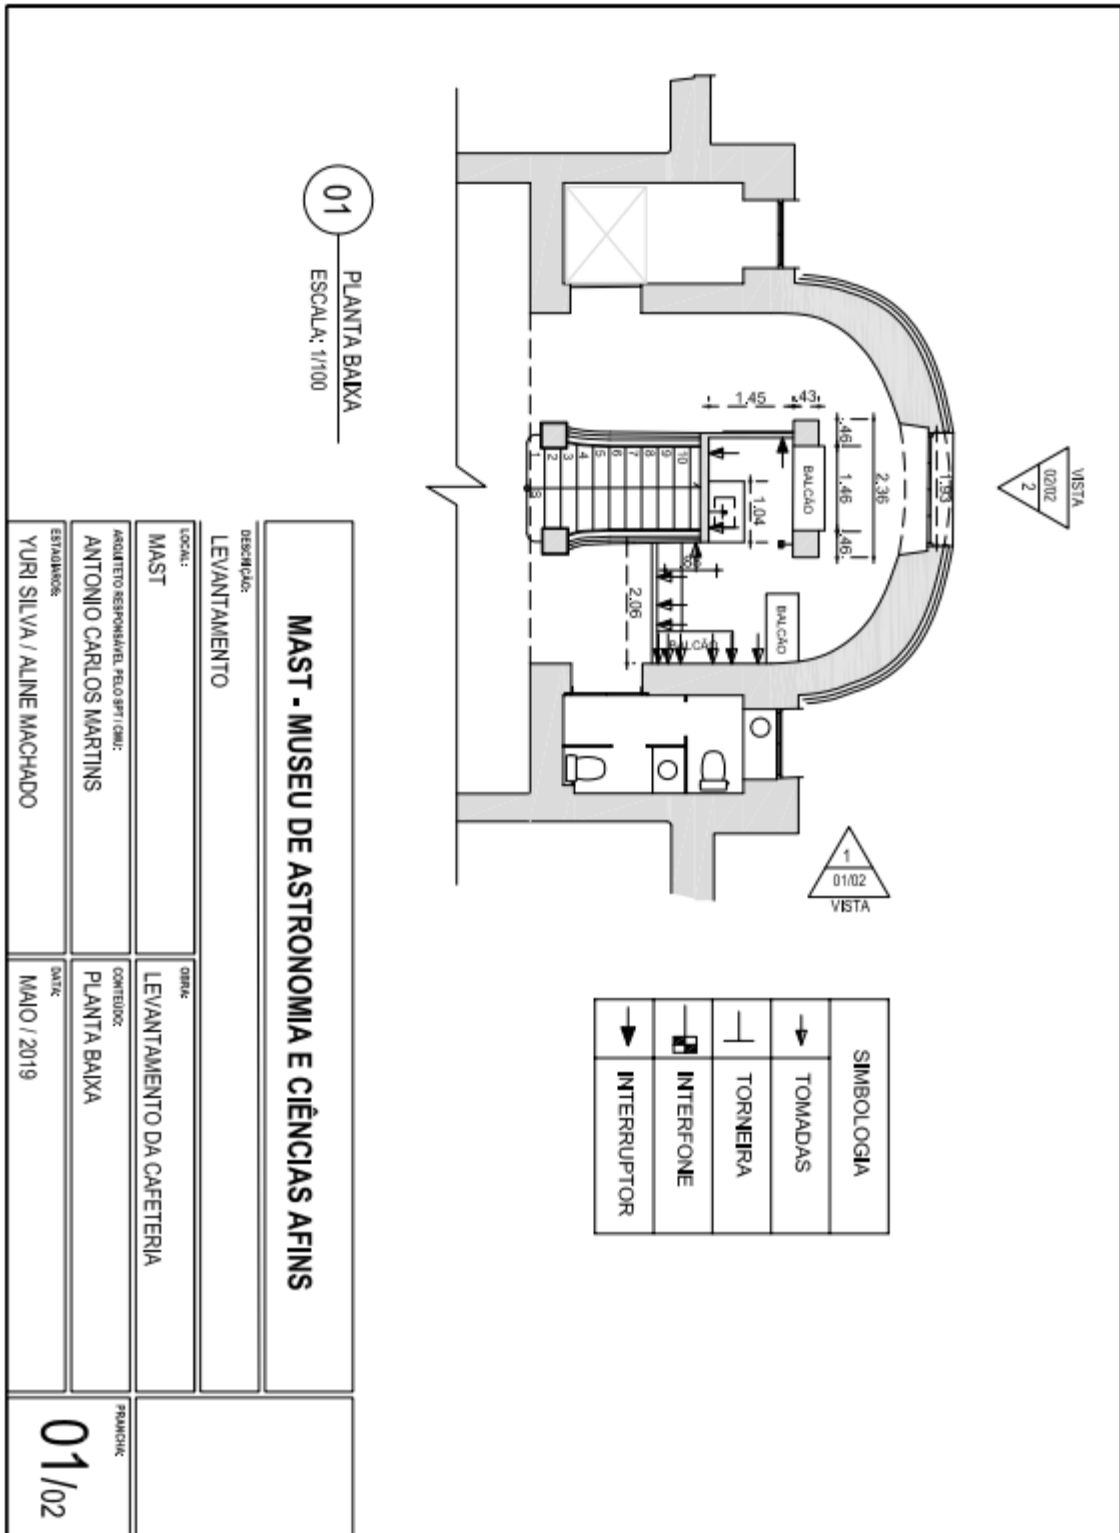 VISTA
02/02
2
1
01/02
VISTA
1.93
2.36
.46
1.46
.46
.43
1.45
BALCÃO
1.04
BALCÃO
BALCÃO
2.06
1
2
3
4
5
6
7
8
9
10
S
01
PLANTA BAIXA
ESCALA: 1/100
SIMBOLOGIA
TOMADAS
TORNEIRA
INTERFONE
INTERRUPTOR
MAST - MUSEU DE ASTRONOMIA E CIÊNCIAS AFINS
DESCRIÇÃO:
LEVANTAMENTO
LOCAL:
MAST
OBRA:
LEVANTAMENTO DA CAFETERIA
ARQUITETO RESPONSÁVEL PELO SPT / CMU:
ANTONIO CARLOS MARTINS
CONTEÚDO:
PLANTA BAIXA
ESTAGIÁRIOS:
YURI SILVA / ALINE MACHADO
DATA:
MAIO / 2019
PRANCHA:
01/02